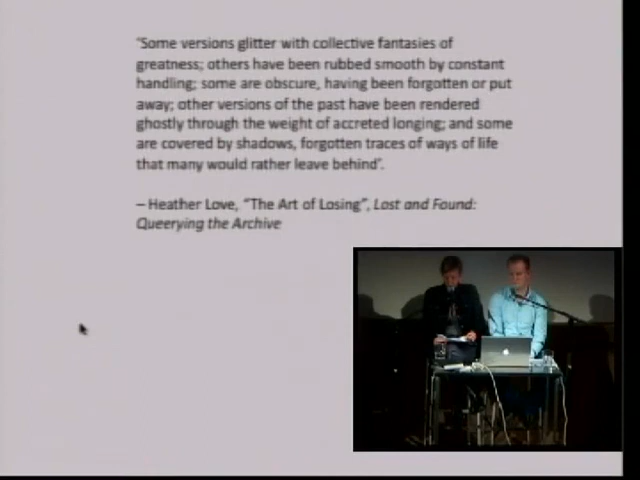 ‘Some versions glitter with collective fantasies of
greatness; others have been rubbed smooth by constant
handling; some are obscure, having been forgotten or put
away; other versions of the past have been rendered
ghostly through the weight of accreted longing; and some
are covered by shadows, forgotten traces of ways of life
that many would rather leave behind’.
– Heather Love, “The Art of Losing”, Lost and Found:
Queerying the Archive